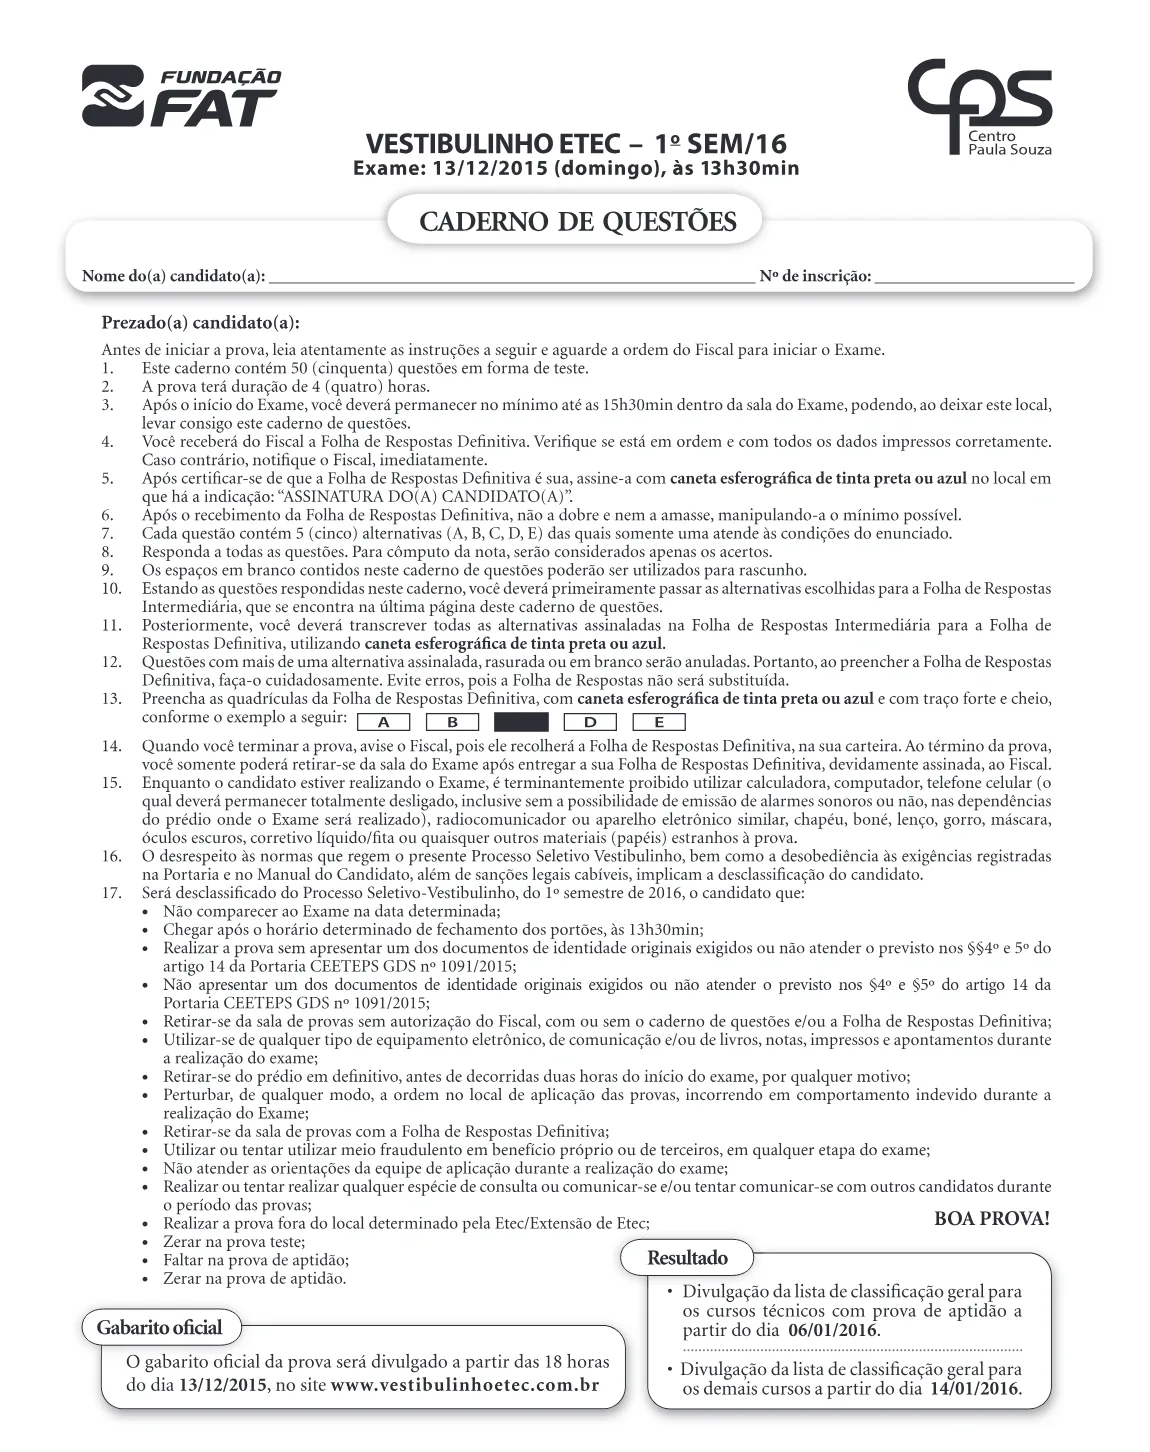 FUNDAÇÃO
FAT
CPS
Centro
Paula Souza
VESTIBULINHO ETEC – 1º SEM/16
Exame: 13/12/2015 (domingo), às 13h30min
CADERNO DE QUESTÕES
Nome do(a) candidato(a): ________________ Nº de inscrição: ________________
Prezado(a) candidato(a):
Antes de iniciar a prova, leia atentamente as instruções a seguir e aguarde a ordem do Fiscal para iniciar o Exame.
1. Este caderno contém 50 (cinquenta) questões em forma de teste.
2. A prova terá duração de 4 (quatro) horas.
3. Após o início do Exame, você deverá permanecer no mínimo até as 15h30min dentro da sala do Exame, podendo, ao deixar este local,
levar consigo este caderno de questões.
4. Você receberá do Fiscal a Folha de Respostas Definitiva. Verifique se está em ordem e com todos os dados impressos corretamente.
Caso contrário, notifique o Fiscal, imediatamente.
5. Após certificar-se de que a Folha de Respostas Definitiva é sua, assine-a com caneta esferográfica de tinta preta ou azul no local em
que há a indicação: “ASSINATURA DO(A) CANDIDATO(A)”.
6. Após o recebimento da Folha de Respostas Definitiva, não a dobre e nem a amasse, manipulando-a o mínimo possível.
7. Cada questão contém 5 (cinco) alternativas (A, B, C, D, E) das quais somente uma atende às condições do enunciado.
8. Responda a todas as questões. Para cômputo da nota, serão considerados apenas os acertos.
9. Os espaços em branco contidos neste caderno de questões poderão ser utilizados para rascunho.
10. Estando as questões respondidas neste caderno, você deverá primeiramente passar as alternativas escolhidas para a Folha de Respostas
Intermediária, que se encontra na última página deste caderno de questões.
11. Posteriormente, você deverá transcrever todas as alternativas assinaladas na Folha de Respostas Intermediária para a Folha de
Respostas Definitiva, utilizando caneta esferográfica de tinta preta ou azul.
12. Questões com mais de uma alternativa assinalada, rasurada ou em branco serão anuladas. Portanto, ao preencher a Folha de Respostas
Definitiva, faça-o cuidadosamente. Evite erros, pois a Folha de Respostas não será substituída.
13. Preencha as quadrículas da Folha de Respostas Definitiva, com caneta esferográfica de tinta preta ou azul e com traço forte e cheio,
conforme o exemplo a seguir: A B D E
14. Quando você terminar a prova, avise o Fiscal, pois ele recolherá a Folha de Respostas Definitiva, na sua carteira. Ao término da prova,
você somente poderá retirar-se da sala do Exame após entregar a sua Folha de Respostas Definitiva, devidamente assinada, ao Fiscal.
15. Enquanto o candidato estiver realizando o Exame, é terminantemente proibido utilizar calculadora, computador, telefone celular (o
qual deverá permanecer totalmente desligado, inclusive sem a possibilidade de emissão de alarmes sonoros ou não, nas dependências
do prédio onde o Exame será realizado), radiocomunicador ou aparelho eletrônico similar, chapéu, boné, lenço, gorro, máscara,
óculos escuros, corretivo líquido/fita ou quaisquer outros materiais (papéis) estranhos à prova.
16. O desrespeito às normas que regem o presente Processo Seletivo Vestibulinho, bem como a desobediência às exigências registradas
na Portaria e no Manual do Candidato, além de sanções legais cabíveis, implicam a desclassificação do candidato.
17. Será desclassificado do Processo Seletivo-Vestibulinho, do 1º semestre de 2016, o candidato que:
• Não comparecer ao Exame na data determinada;
• Chegar após o horário determinado de fechamento dos portões, às 13h30min;
• Realizar a prova sem apresentar um dos documentos de identidade originais exigidos ou não atender o previsto nos §§4º e 5º do
artigo 14 da Portaria CEETEPS GDS nº 1091/2015;
• Não apresentar um dos documentos de identidade originais exigidos ou não atender o previsto nos §4º e §5º do artigo 14 da
Portaria CEETEPS GDS nº 1091/2015;
• Retirar-se da sala de provas sem autorização do Fiscal, com ou sem o caderno de questões e/ou a Folha de Respostas Definitiva;
• Utilizar-se de qualquer tipo de equipamento eletrônico, de comunicação e/ou de livros, notas, impressos e apontamentos durante
a realização do exame;
• Retirar-se do prédio em definitivo, antes de decorridas duas horas do início do exame, por qualquer motivo;
• Perturbar, de qualquer modo, a ordem no local de aplicação das provas, incorrendo em comportamento indevido durante a
realização do Exame;
• Retirar-se da sala de provas com a Folha de Respostas Definitiva;
• Utilizar ou tentar utilizar meio fraudulento em benefício próprio ou de terceiros, em qualquer etapa do exame;
• Não atender as orientações da equipe de aplicação durante a realização do exame;
• Realizar ou tentar realizar qualquer espécie de consulta ou comunicar-se e/ou tentar comunicar-se com outros candidatos durante
o período das provas;
• Realizar a prova fora do local determinado pela Etec/Extensão de Etec;
• Zerar na prova teste;
• Faltar na prova de aptidão;
• Zerar na prova de aptidão.
BOA PROVA!
Gabarito oficial
O gabarito oficial da prova será divulgado a partir das 18 horas
do dia 13/12/2015, no site www.vestibulinhoetec.com.br
Resultado
• Divulgação da lista de classificação geral para
os cursos técnicos com prova de aptidão a
partir do dia 06/01/2016.
• Divulgação da lista de classificação geral para
os demais cursos a partir do dia 14/01/2016.